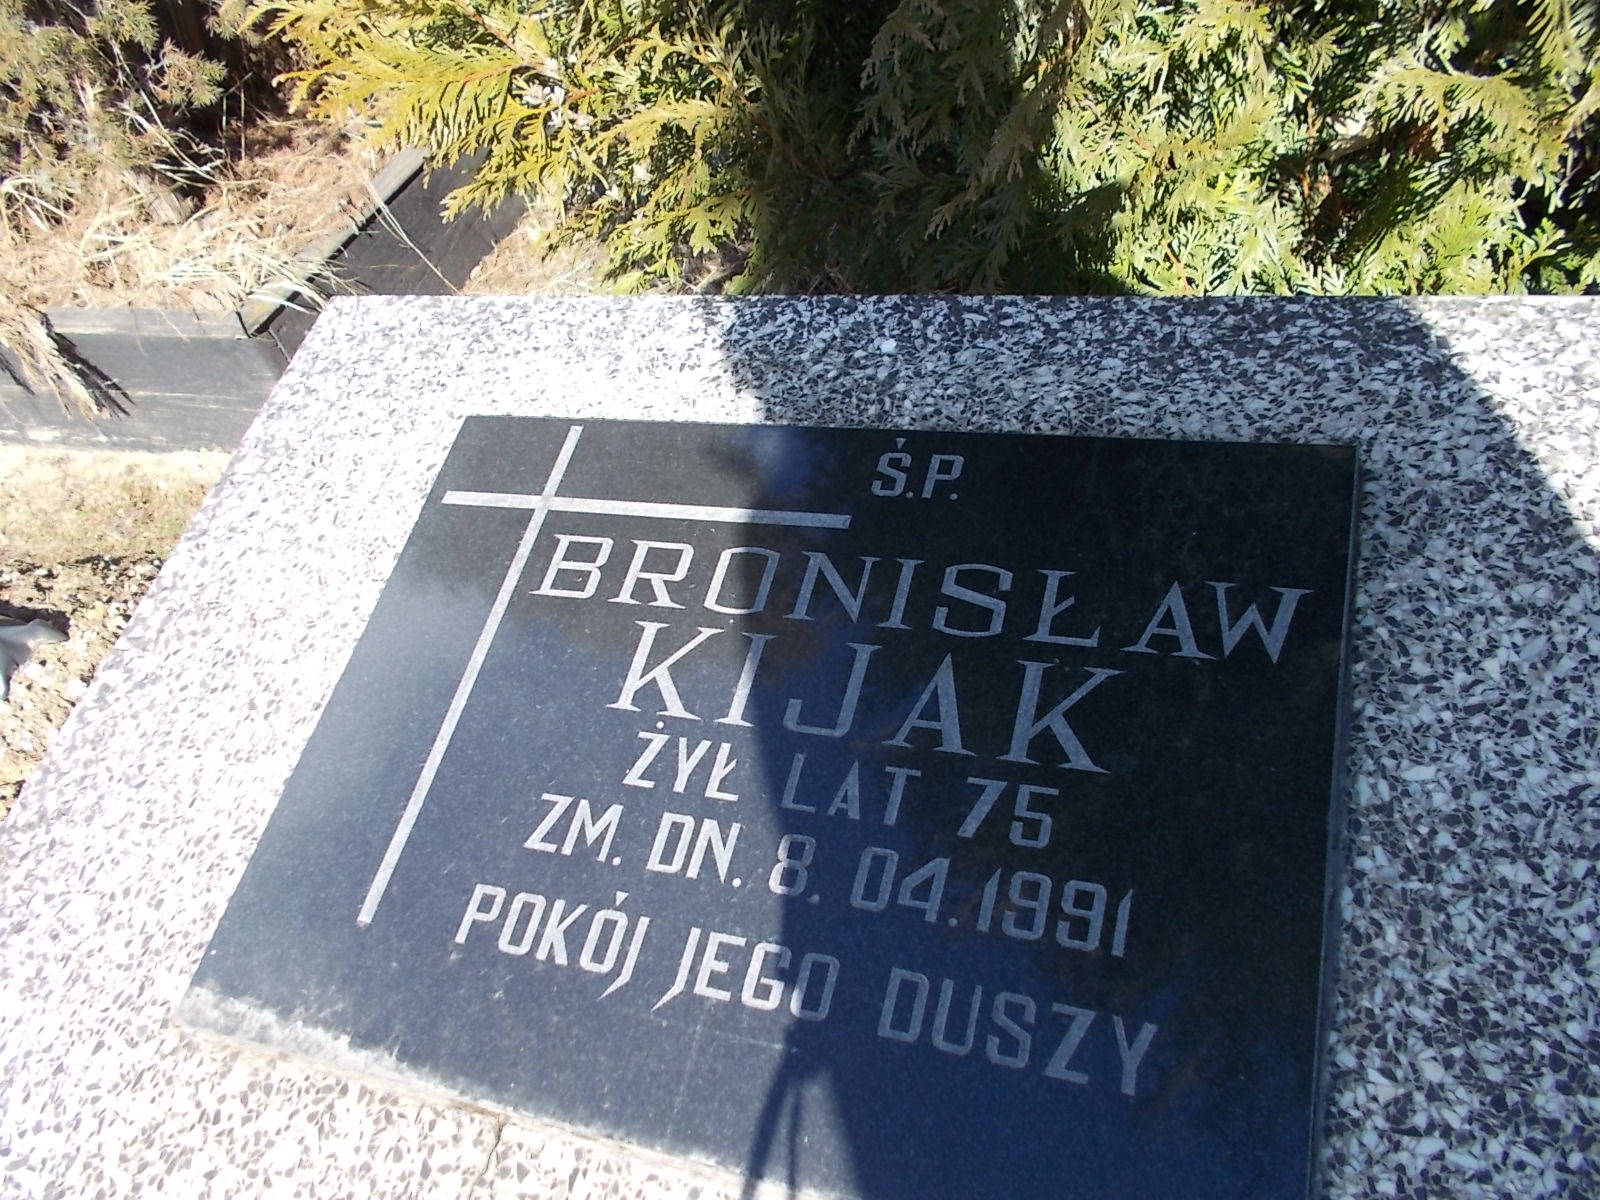 Ś.P.
BRONISŁAW
KIJAK
ŻYŁ LAT 75
ZM. DN. 8. 04.1991
POKÓJ JEGO DUSZY